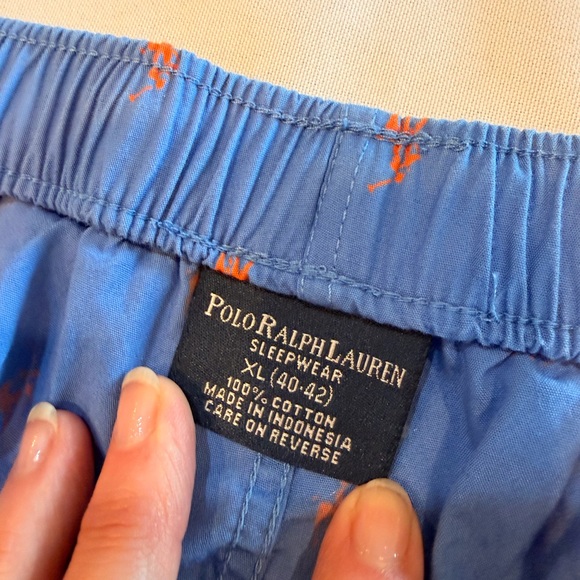 POLO RALPH LAUREN
SLEEPWEAR
XL (40-42)
100% COTTON
MADE IN INDONESIA
CARE ON REVERSE